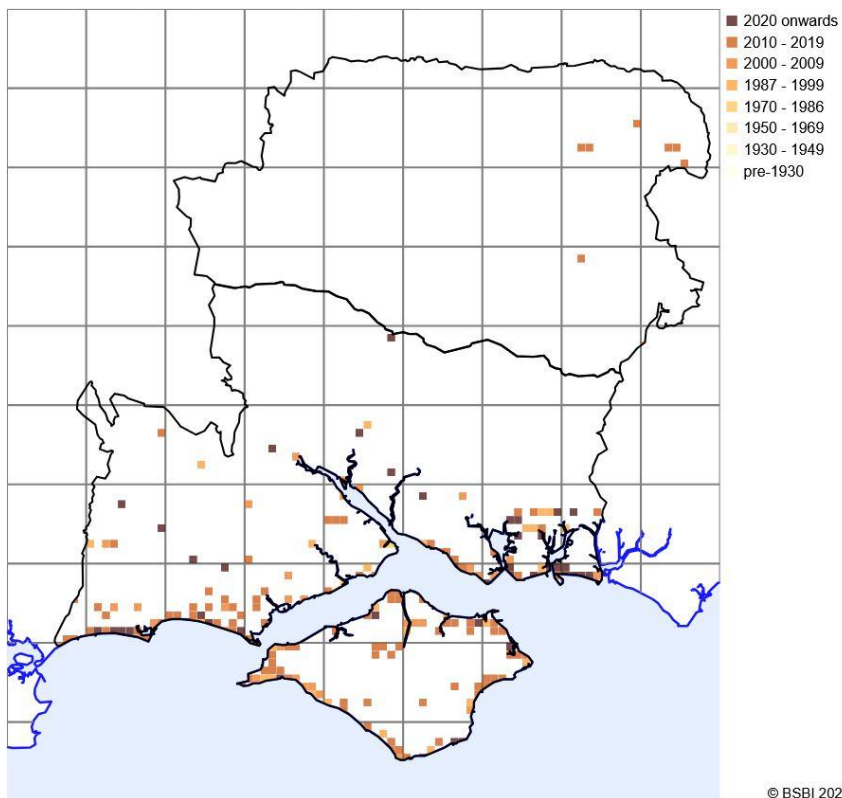 2020 onwards
2010 - 2019
2000 - 2009
1987 - 1999
1970 - 1986
1950 - 1969
1930 - 1949
pre-1930
© BSBI 202